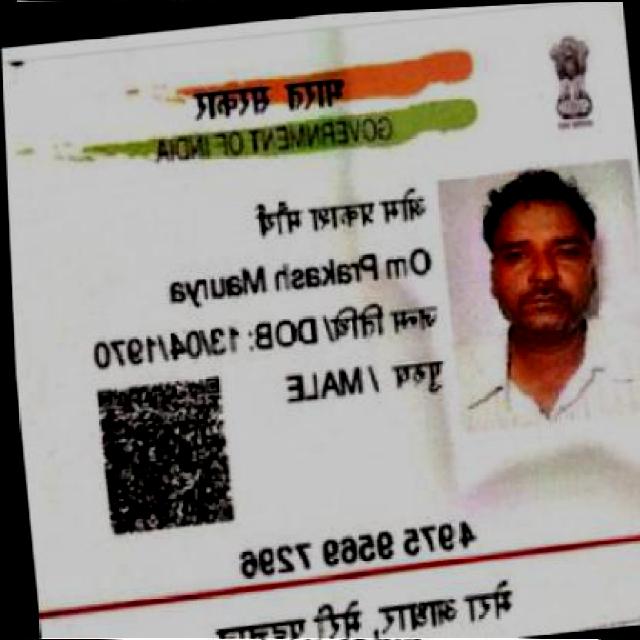 भारत सरकार
GOVERNMENT OF INDIA
ओम प्रकाश मौर्य
Om Prakash Maurya
जन्म तिथि/ DOB: 13/04/1970
पुरुष / MALE
4975 9569 7296
मेरा आधार, मेरी पहचान